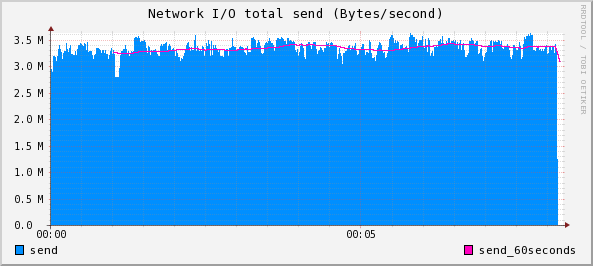 Network I/O total send (Bytes/second)
RRDTOOL / TOBI OETIKER
3.5 M
3.0 M
2.5 M
2.0 M
1.5 M
1.0 M
0.5 M
0.0
00:00 00:05
send send_60seconds